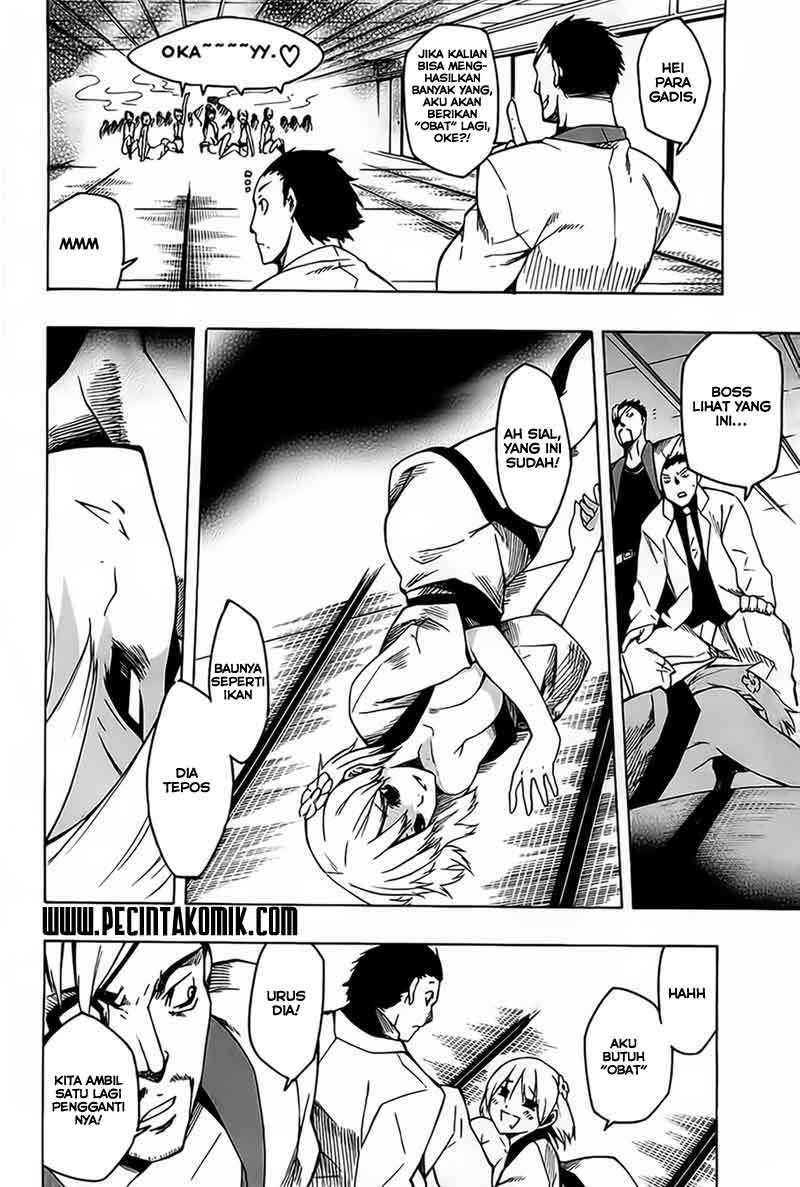 HEI
PARA
GADIS,
JIKA KALIAN
BISA MENG-
HASILKAN
BANYAK YANG,
AKU AKAN
BERIKAN
"OBAT" LAGI,
OKE?!
OKA~~~~YY.♡
MMM
BOSS
LIHAT YANG
INI...
AH SIAL,
YANG INI
SUDAH!
BAUNYA
SEPERTI
IKAN
DIA
TEPOS
WWW.PECINTAKOMIK.COM
HAHH
AKU
BUTUH
"OBAT"
URUS
DIA!
KITA AMBIL
SATU LAGI
PENGGANTI
NYA!